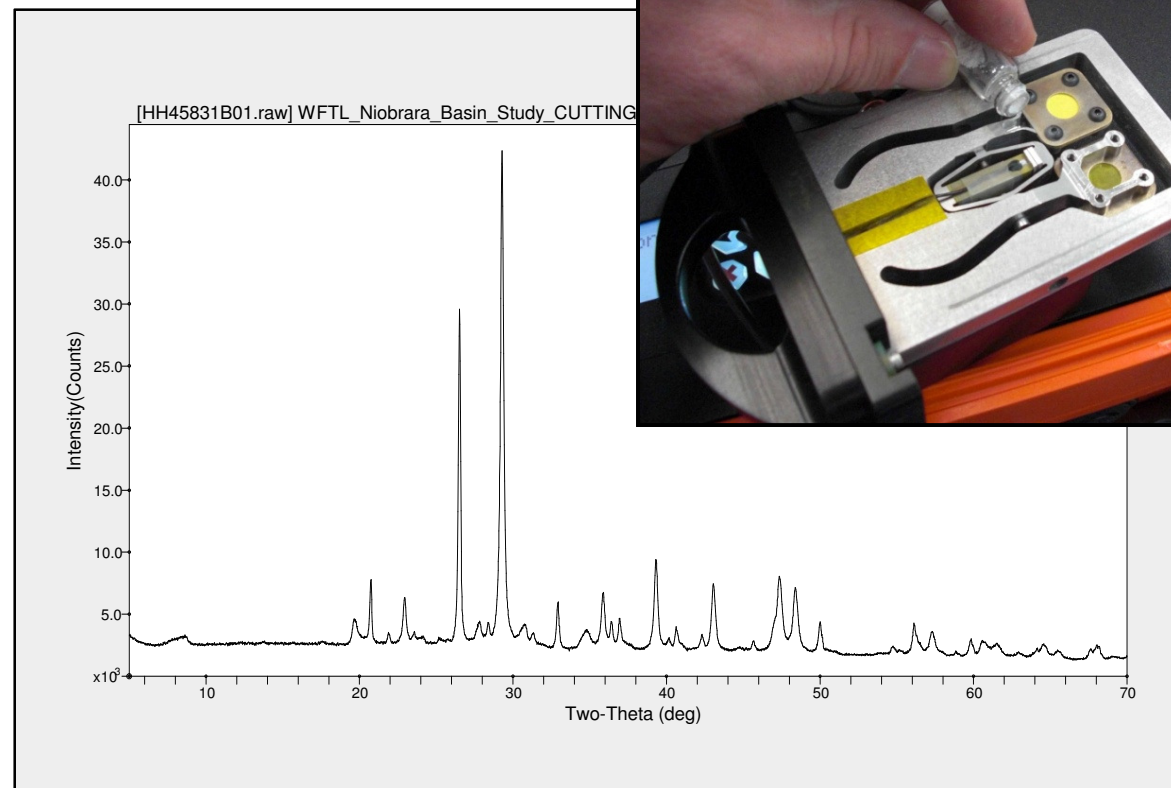 [HH45831B01.raw] WFTL_Niobrara_Basin_Study_CUTTING
Intensity(Counts)
40.0
35.0
30.0
25.0
20.0
15.0
10.0
5.0
x10³
10 20 30 40 50 60 70
Two-Theta (deg)